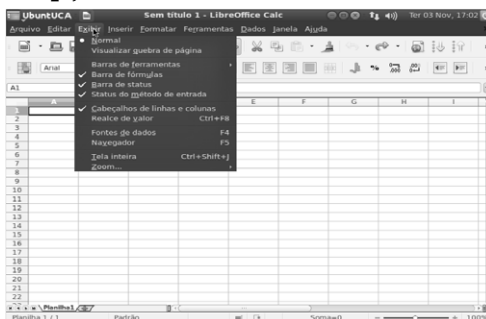 UbuntUCA Sem título 1 - LibreOffice Calc Ter 03 Nov, 17:02
Arquivo Editar Exibir Inserir Formatar Ferramentas Dados Janela Ajuda
Normal
Visualizar quebra de página
Barras de ferramentas
Barra de fórmulas
Barra de status
Status do método de entrada
Cabeçalhos de linhas e colunas
Realce de valor Ctrl+F8
Fontes de dados F4
Navegador F5
Tela inteira Ctrl+Shift+J
Zoom...
Arial
A1
A E F G H I
1
2
3
4
5
6
7
8
9
10
11
12
13
14
15
16
17
18
19
20
21
22
Planilha1
Planilha 1 / 1 Padrão Soma=0 100%